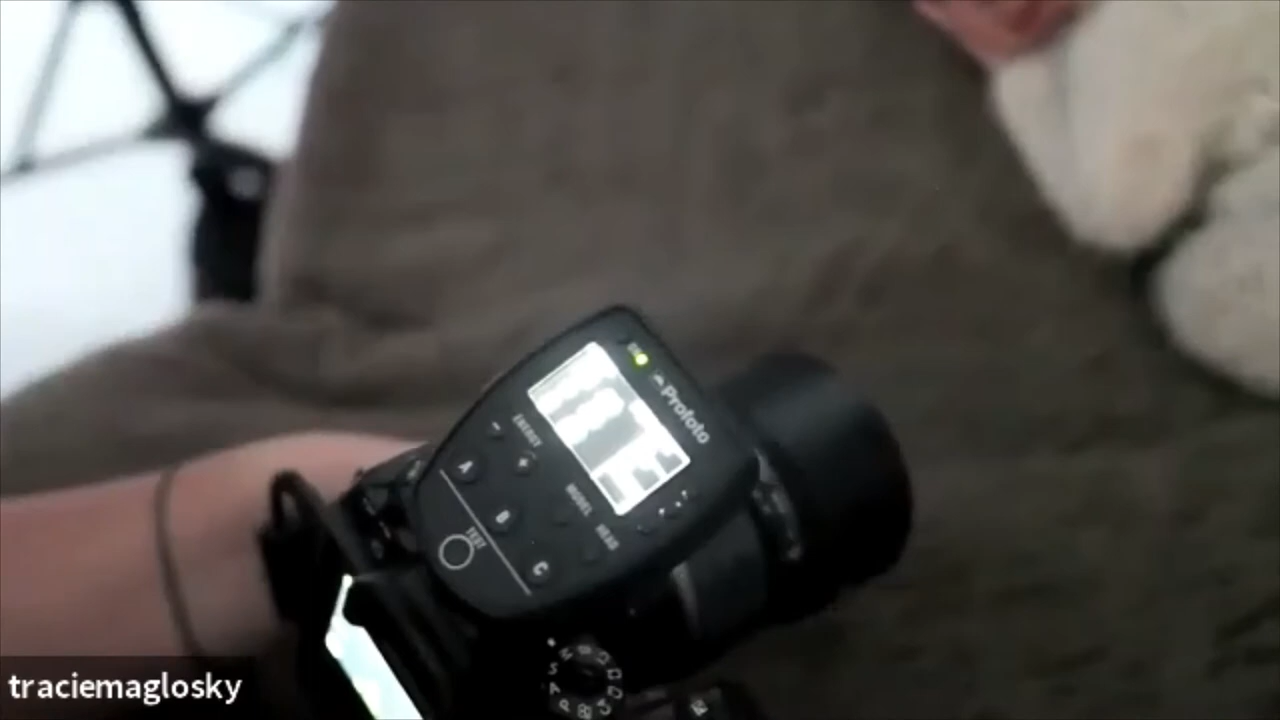 Profoto
ENERGY
-
+
A
B
C
MODEL
HEAD
TEST
M
S
A
P
traciemaglosky